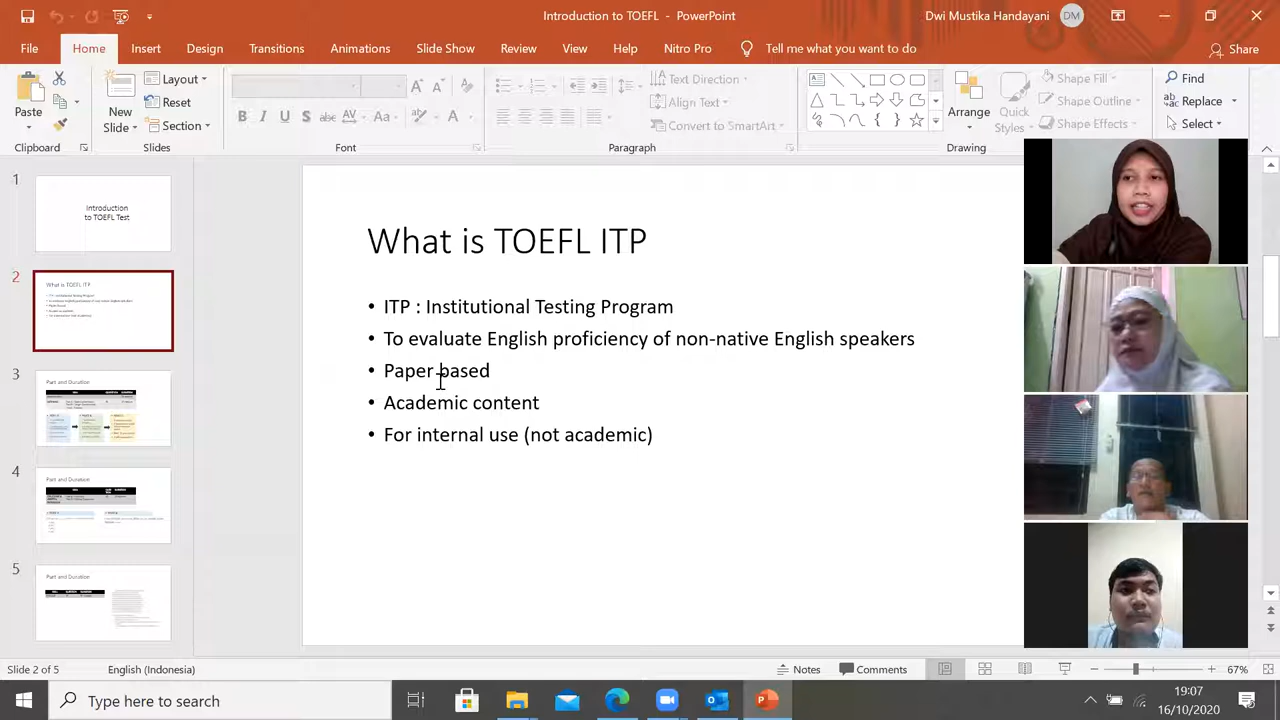 Introduction to TOEFL - PowerPoint
Dwi Mustika Handayani
DM
File Home Insert Design Transitions Animations Slide Show Review View Help Nitro Pro Tell me what you want to do Share
Layout
Find
Text Direction
Shape Fill
Reset
Replace
Align Text
Shape Outline
Paste
New
Slide
Section
B I U S abc AV Aa A
Convert to SmartArt
Arrange
Quick
Styles
Shape Effects
Select
Clipboard Slides Font Paragraph Drawing
1
Introduction
to TOEFL Test
2
What is TOEFL ITP
3
Part and Duration
4
Part and Duration
5
Part and Duration
What is TOEFL ITP
• ITP : Institutional Testing Program
• To evaluate English proficiency of non-native English speakers
• Paper based
• Academic content
• For internal use (not academic)
Slide 2 of 5 English (Indonesia) Notes Comments 67%
Type here to search
19:07
16/10/2020